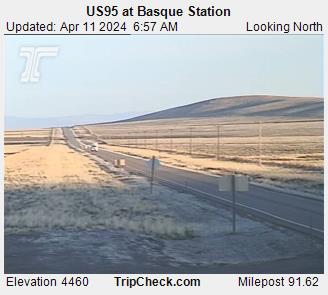 US95 at Basque Station
Updated: Apr 11 2024 6:57 AM Looking North
Elevation 4460 TripCheck.com Milepost 91.62